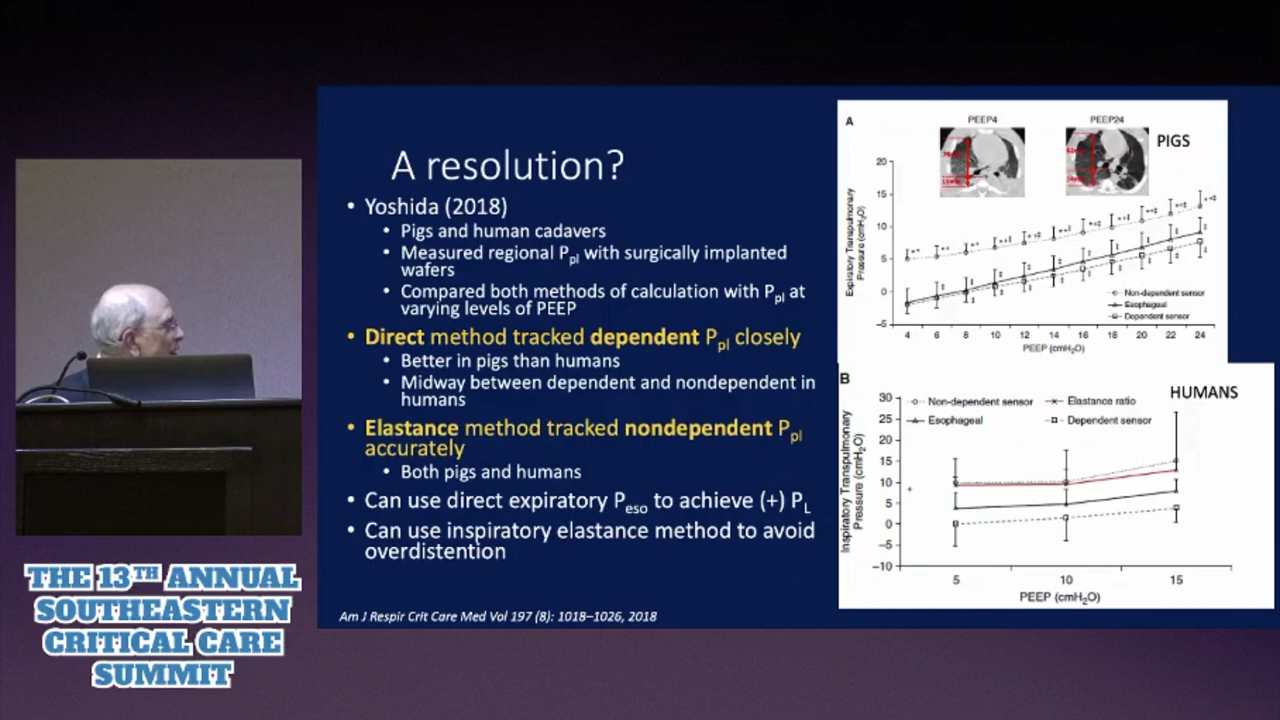 A resolution?
• Yoshida (2018)
• Pigs and human cadavers
• Measured regional Ppl with surgically implanted
wafers
• Compared both methods of calculation with Ppl at
varying levels of PEEP
• Direct method tracked dependent Ppl closely
• Better in pigs than humans
• Midway between dependent and nondependent in
humans
• Elastance method tracked nondependent Ppl
accurately
• Both pigs and humans
• Can use direct expiratory Peso to achieve (+) PL
• Can use inspiratory elastance method to avoid
overdistention
Am J Respir Crit Care Med Vol 197 (8): 1018–1026, 2018
A
PEEP4
PEEP24
PIGS
Expiratory Transpulmonary
Pressure (cmH2O)
20
15
10
5
0
−5
Non-dependent sensor
Esophageal
Dependent sensor
4 6 8 10 12 14 16 18 20 22 24
PEEP (cmH2O)
B
HUMANS
Inspiratory Transpulmonary
Pressure (cmH2O)
30
25
20
15
10
5
0
−5
−10
Non-dependent sensor
Elastance ratio
Esophageal
Dependent sensor
5 10 15
PEEP (cmH2O)
THE 13TH ANNUAL
SOUTHEASTERN
CRITICAL CARE
SUMMIT